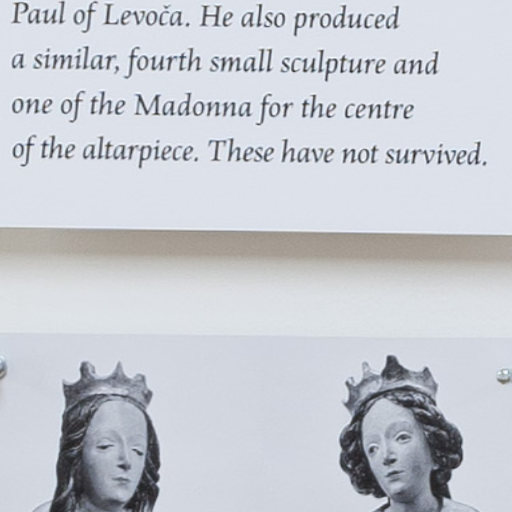 Paul of Levoča. He also produced
a similar, fourth small sculpture and
one of the Madonna for the centre
of the altarpiece. These have not survived.